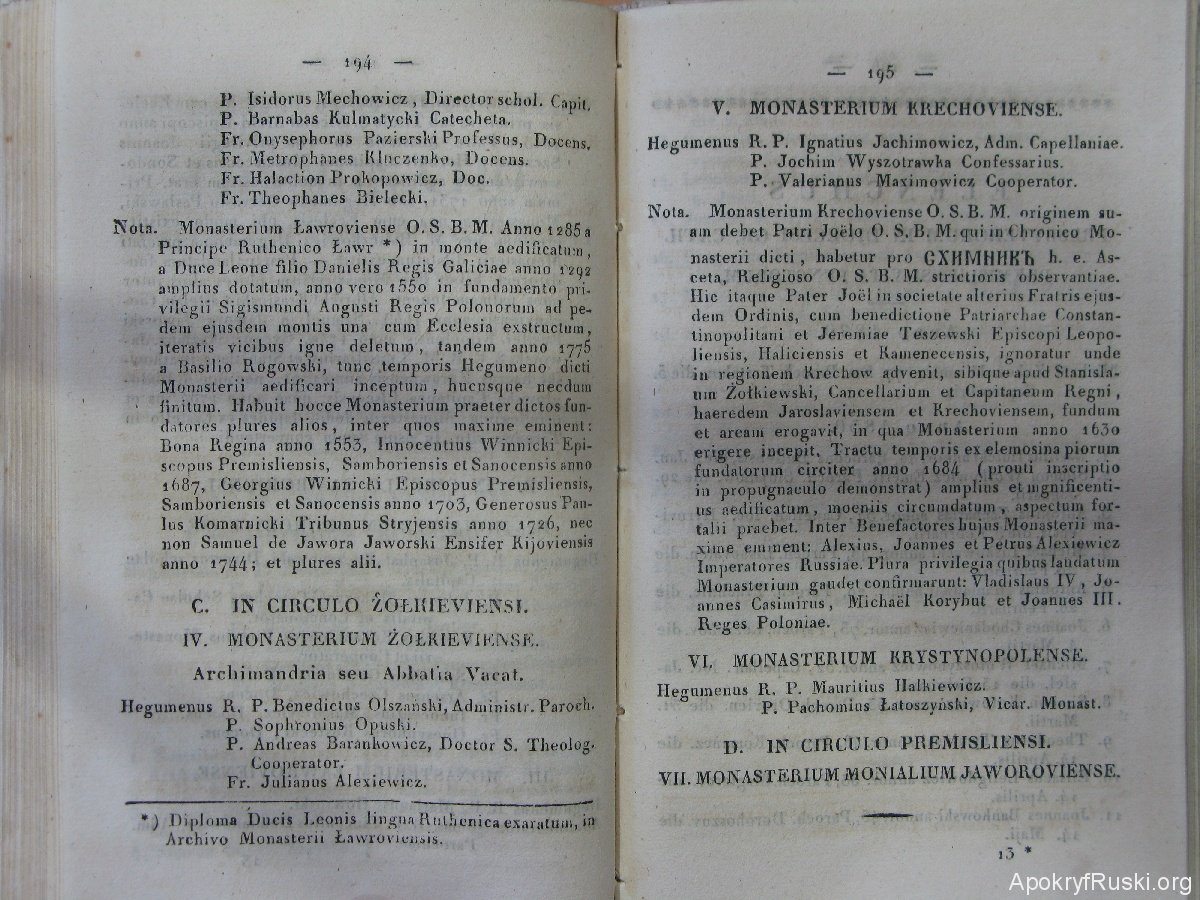 — 194 —
P. Isidorus Mechowicz, Director schol. Capit.
P. Barnabas Kulmatycki Catecheta.
Fr. Onysephorus Pazierski Professus, Docens.
Fr. Metrophanes Kluczenko, Docens.
Fr. Halaction Prokopowicz, Doc.
Fr. Theophanes Bielecki.
Nota. Monasterium Ławroviense O. S. B. M. Anno 1285 a
Principe Ruthenico Ławr *) in monte aedificatum,
a Duce Leone filio Danielis Regis Galiciae anno 1292
amplius dotatum, anno vero 1550 in fundamento pri-
vilegii Sigismundi Augusti Regis Polonorum ad pe-
dem ejusdem montis una cum Ecclesia exstructum,
iteratis vicibus igne deletum, tandem anno 1775
a Basilio Rogowski, tunc temporis Hegumeno dicti
Monasterii aedificari inceptum, hucusque necdum
finitum. Habuit hocce Monasterium praeter dictos fun-
datores plures alios, inter quos maxime eminent:
Bona Regina anno 1553, Innocentius Winnicki Epi-
scopus Premisliensis, Samboriensis et Sanocensis anno
1687, Georgius Winnicki Episcopus Premisliensis,
Samboriensis et Sanocensis anno 1703, Generosus Pau-
lus Komarnicki Tribunus Stryjensis anno 1726, nec
non Samuel de Jawora Jaworski Ensifer Kijoviensis
anno 1744; et plures alii.
C. IN CIRCULO ŻOŁKIEVIENSI.
IV. MONASTERIUM ŻOŁKIEVIENSE.
Archimandria seu Abbatia Vacat.
Hegumenus R. P. Benedictus Olszański, Administr. Paroch.
P. Sophronius Opuski.
P. Andreas Barankowicz, Doctor S. Theolog.
Cooperator.
Fr. Julianus Alexiewicz.
*) Diploma Ducis Leonis lingua Ruthenica exaratum, in
Archivo Monasterii Ławroviensis.
— 195 —
V. MONASTERIUM KRECHOVIENSE.
Hegumenus R. P. Ignatius Jachimowicz, Adm. Capellaniae.
P. Jochim Wyszotrawka Confessarius.
P. Valerianus Maximowicz Cooperator.
Nota. Monasterium Krechoviense O. S. B. M. originem su-
am debet Patri Joëlo O. S. B. M. qui in Chronico Mo-
nasterii dicti, habetur pro СХИМНИКЪ h. e. As-
ceta, Religioso O. S. B. M. strictioris observantiae.
Hic itaque Pater Joël in societate alterius Fratris ejus-
dem Ordinis, cum benedictione Patriarchae Constan-
tinopolitani et Jeremiae Teszewski Episcopi Leopo-
liensis, Haliciensis et Kamenecensis, ignoratur unde
in regionem Krechow advenit, sibique apud Stanisla-
um Żołkiewski, Cancellarium et Capitaneum Regni,
haeredem Jaroslaviensem et Krechoviensem, fundum
et aream erogavit, in qua Monasterium anno 1630
erigere incepit. Tractu temporis ex elemosina piorum
fundatorum circiter anno 1684 (prouti inscriptio
in propugnaculo demonstrat) amplius et mgnificenti-
us aedificatum, moeniis circumdatum, aspectum for-
talii praebet. Inter Benefactores hujus Monasterii ma-
xime eminent: Alexius, Joannes et Petrus Alexiewicz
Imperatores Russiae. Plura privilegia quibus laudatum
Monasterium gaudet confirmarunt: Vladislaus IV, Jo-
annes Casimirus, Michaël Korybut et Joannes III.
Reges Poloniae.
VI. MONASTERIUM KRYSTYNOPOLENSE.
Hegumenus R. P. Mauritius Halkiewicz.
P. Pachomius Łatoszyński, Vicar. Monast.
D. IN CIRCULO PREMISLIENSI.
VII. MONASTERIUM MONIALIUM JAWOROVIENSE.
13 *
ApokryfRuski.org